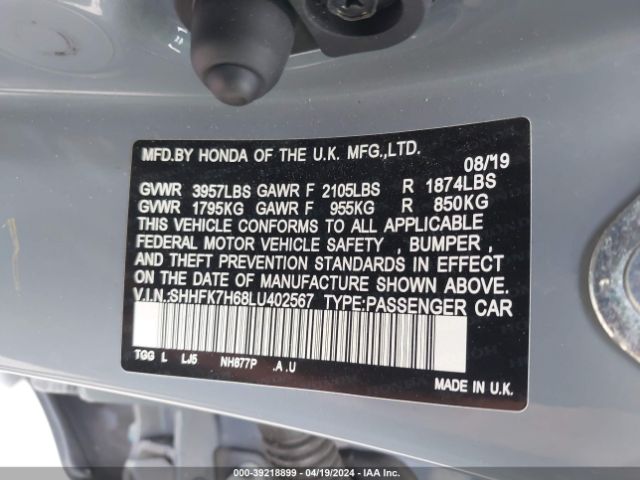 MFD.BY HONDA OF THE U.K. MFG.,LTD.
08/19
GVWR 3957LBS GAWR F 2105LBS R 1874LBS
GVWR 1795KG GAWR F 955KG R 850KG
THIS VEHICLE CONFORMS TO ALL APPLICABLE
FEDERAL MOTOR VEHICLE SAFETY , BUMPER ,
AND THEFT PREVENTION STANDARDS IN EFFECT
ON THE DATE OF MANUFACTURE SHOWN ABOVE.
V.I.N.:SHHFK7H68LU402567 TYPE:PASSENGER CAR
TGG L LJ5 NH877P .A .U
MADE IN U.K.
© 39218899 - 04/19/2024 - IAA Inc.